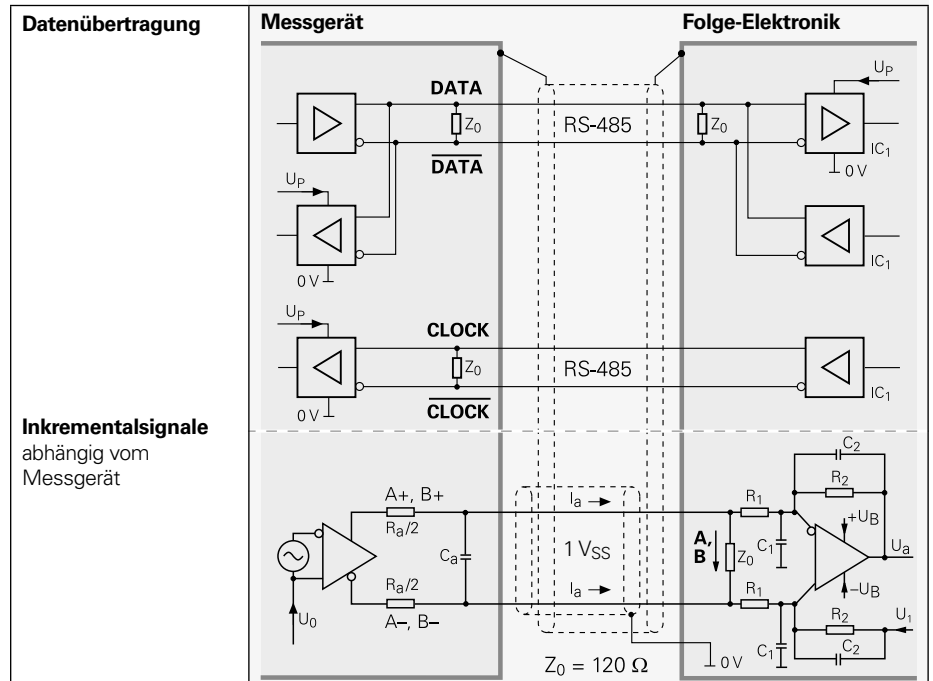 Datenübertragung
Messgerät
Folge-Elektronik
DATA
Z0
RS-485
Z0
UP
IC1
0 V
DATA
UP
0 V
IC1
UP
CLOCK
Z0
RS-485
CLOCK
0 V
IC1
Inkrementalsignale
abhängig vom
Messgerät
A+, B+
Ra/2
Ca
Ra/2
A–, B–
U0
Ia
1 VSS
Ia
Z0 = 120 Ω
0 V
A,
B
Z0
R1
C1
R1
C1
C2
R2
+UB
Ua
–UB
R2
U1
C2